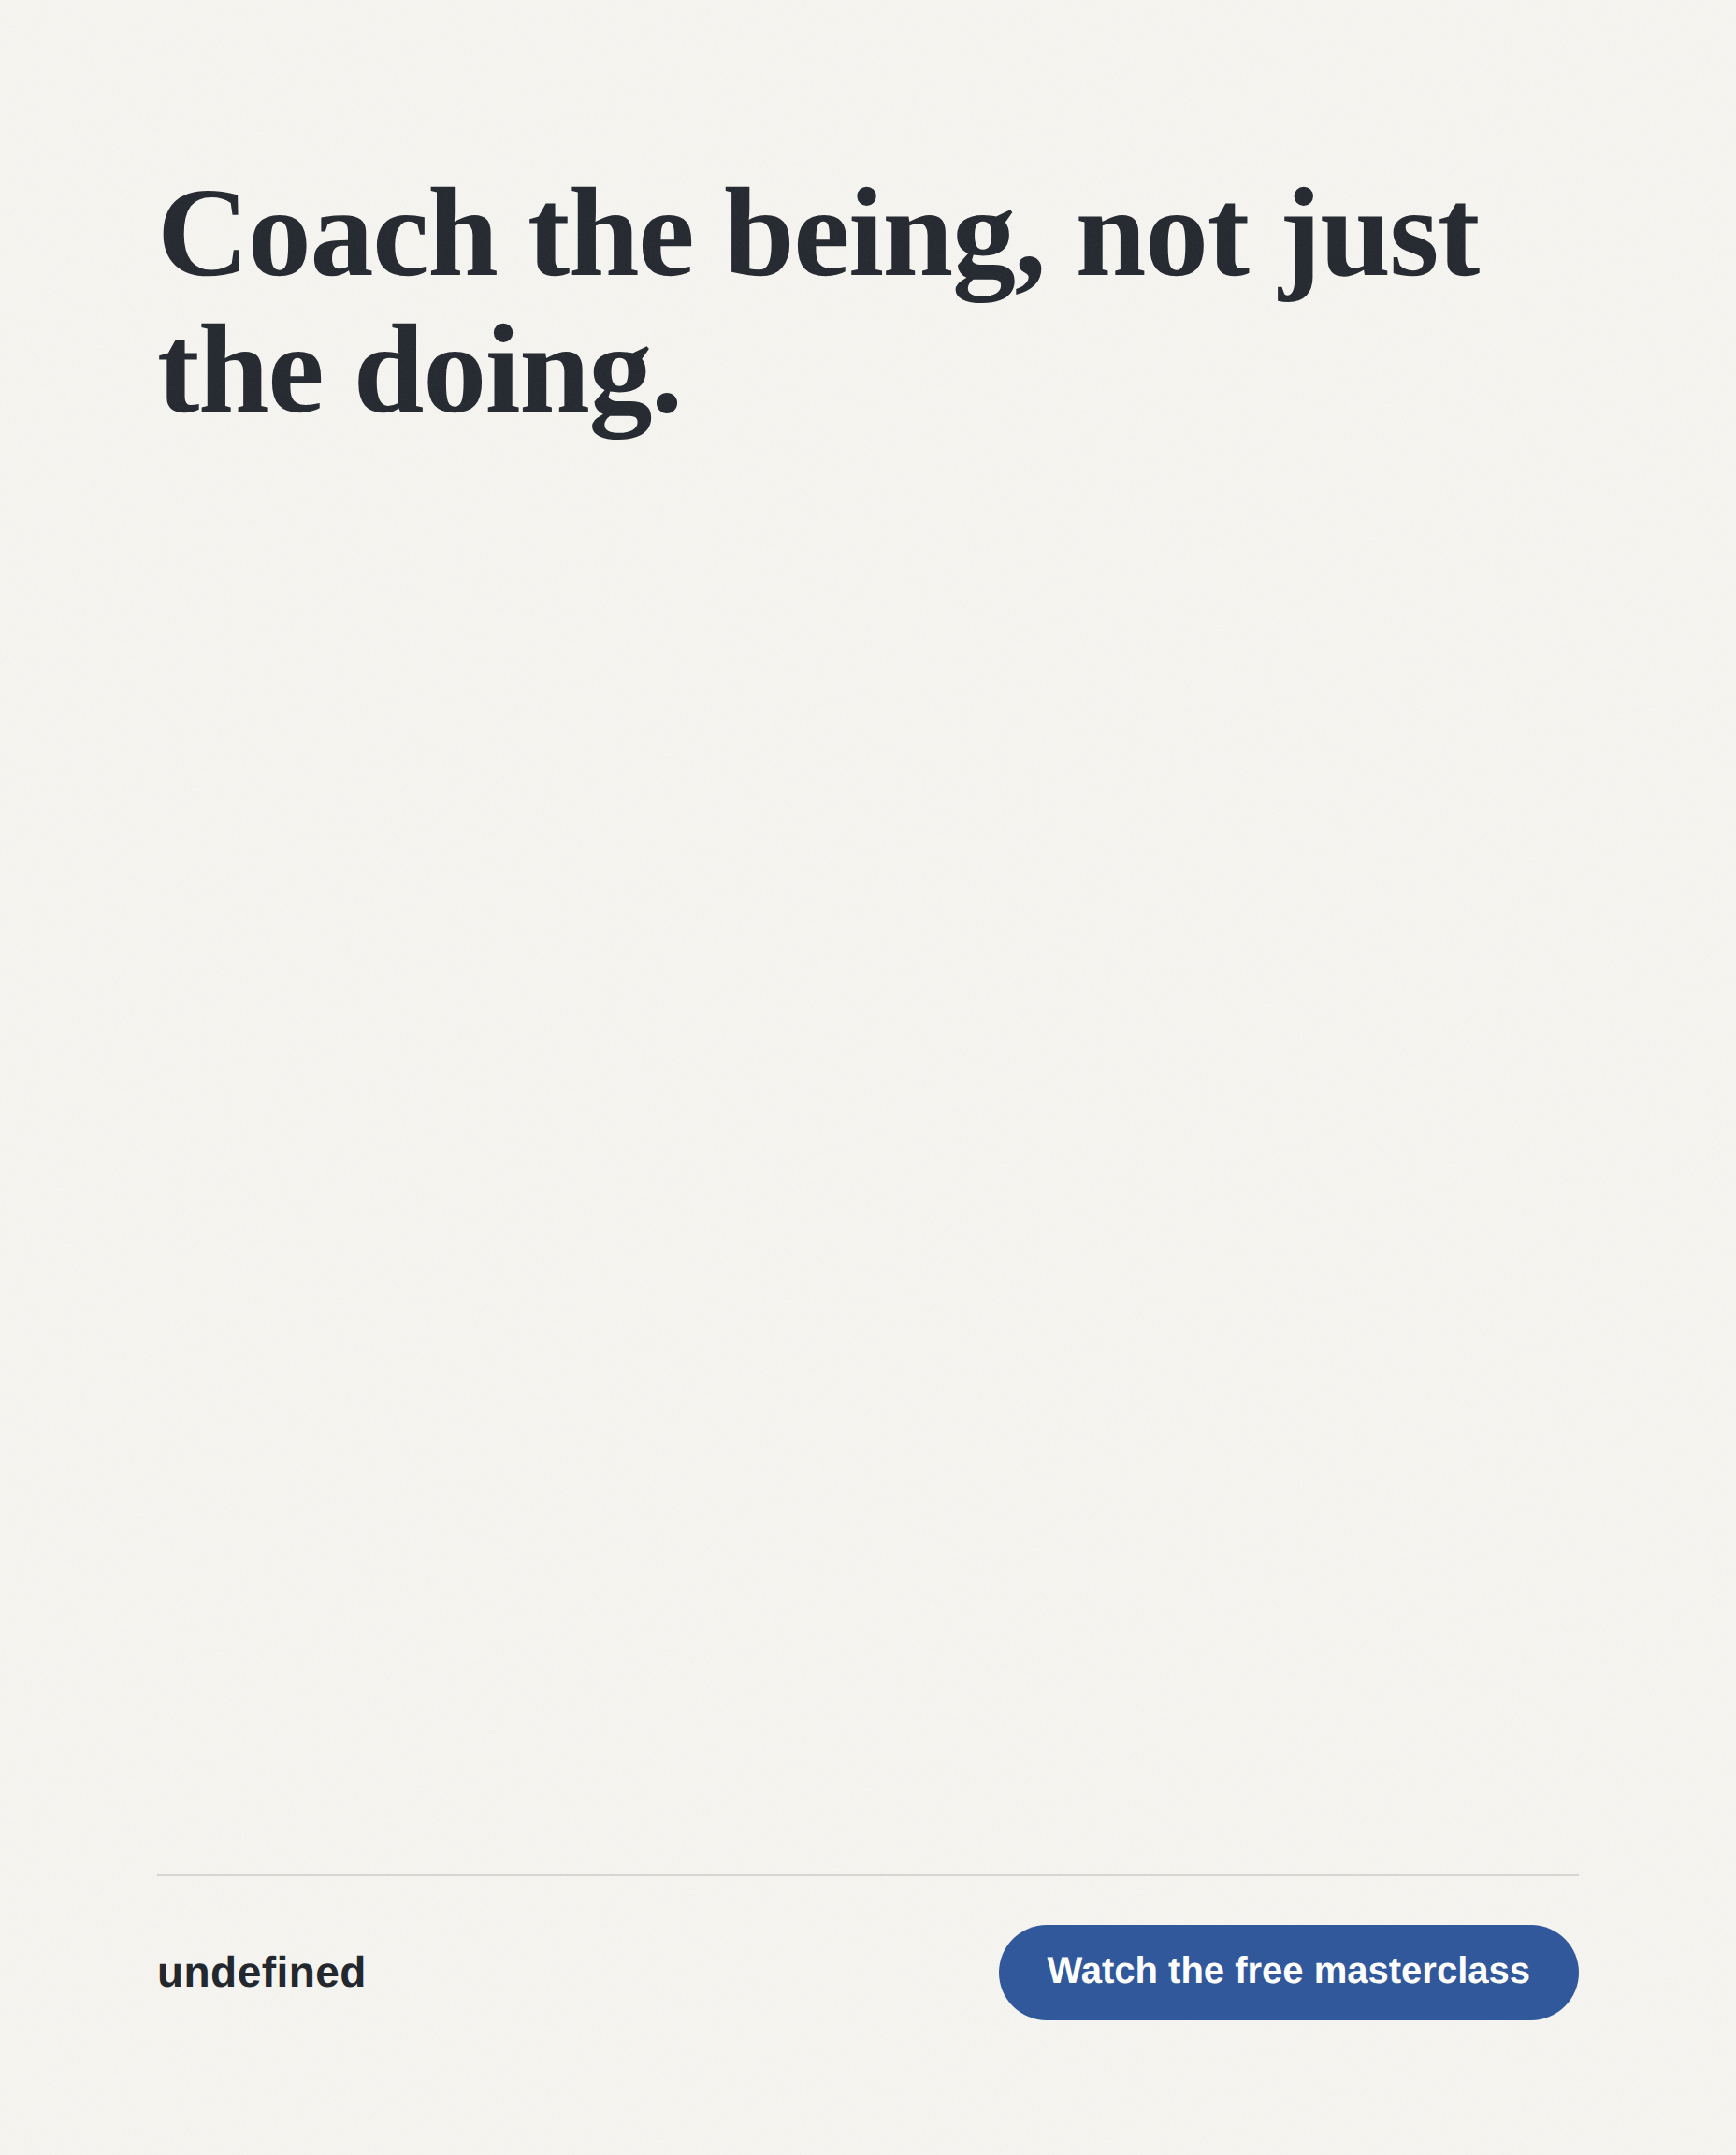 Coach the being, not just
the doing.
undefined
Watch the free masterclass